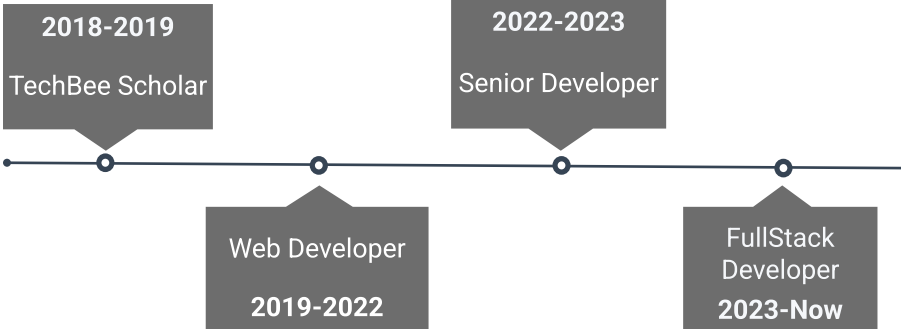 2018-2019
TechBee Scholar
Web Developer
2019-2022
2022-2023
Senior Developer
FullStack
Developer
2023-Now